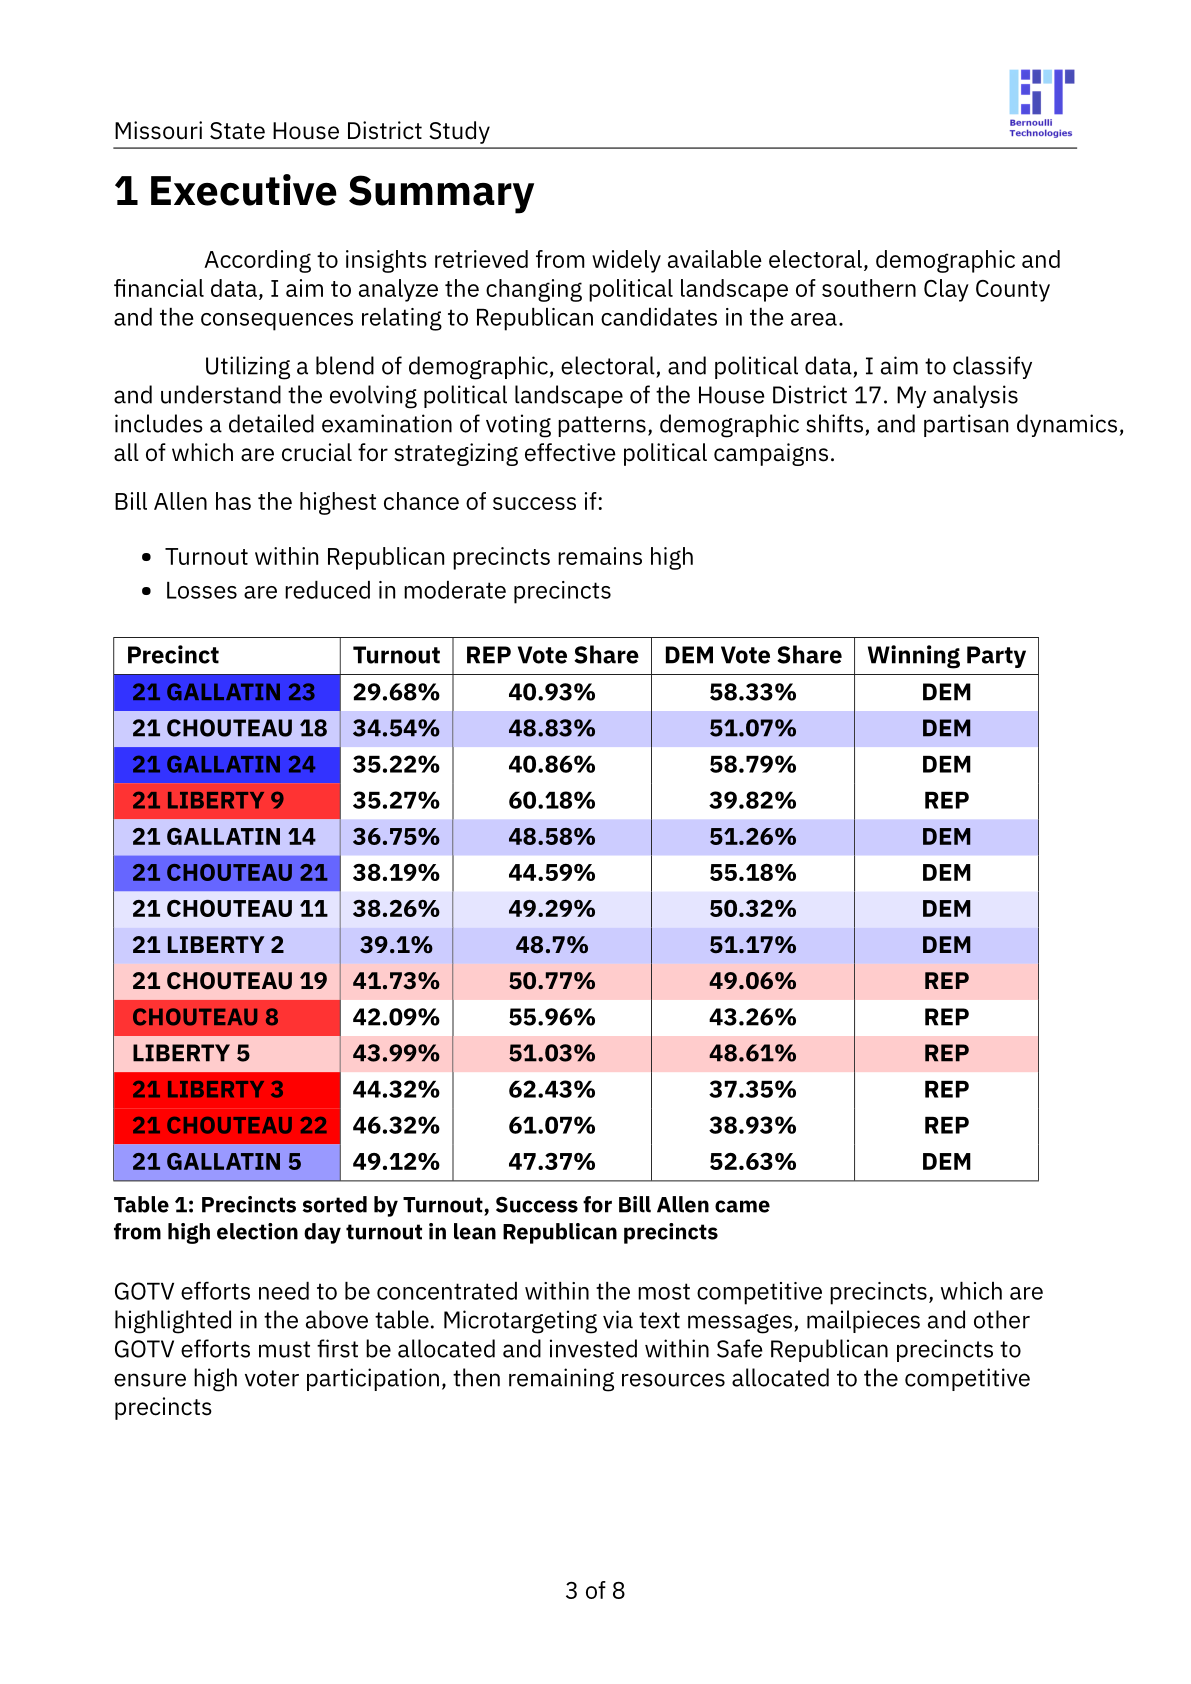 Bernoulli
Technologies
Missouri State House District Study
1 Executive Summary
According to insights retrieved from widely available electoral, demographic and
financial data, I aim to analyze the changing political landscape of southern Clay County
and the consequences relating to Republican candidates in the area.
Utilizing a blend of demographic, electoral, and political data, I aim to classify
and understand the evolving political landscape of the House District 17. My analysis
includes a detailed examination of voting patterns, demographic shifts, and partisan dynamics,
all of which are crucial for strategizing effective political campaigns.
Bill Allen has the highest chance of success if:
• Turnout within Republican precincts remains high
• Losses are reduced in moderate precincts
Precinct Turnout REP Vote Share DEM Vote Share Winning Party
21 GALLATIN 23 29.68% 40.93% 58.33% DEM
21 CHOUTEAU 18 34.54% 48.83% 51.07% DEM
21 GALLATIN 24 35.22% 40.86% 58.79% DEM
21 LIBERTY 9 35.27% 60.18% 39.82% REP
21 GALLATIN 14 36.75% 48.58% 51.26% DEM
21 CHOUTEAU 21 38.19% 44.59% 55.18% DEM
21 CHOUTEAU 11 38.26% 49.29% 50.32% DEM
21 LIBERTY 2 39.1% 48.7% 51.17% DEM
21 CHOUTEAU 19 41.73% 50.77% 49.06% REP
CHOUTEAU 8 42.09% 55.96% 43.26% REP
LIBERTY 5 43.99% 51.03% 48.61% REP
21 LIBERTY 3 44.32% 62.43% 37.35% REP
21 CHOUTEAU 22 46.32% 61.07% 38.93% REP
21 GALLATIN 5 49.12% 47.37% 52.63% DEM
Table 1: Precincts sorted by Turnout, Success for Bill Allen came
from high election day turnout in lean Republican precincts
GOTV efforts need to be concentrated within the most competitive precincts, which are
highlighted in the above table. Microtargeting via text messages, mailpieces and other
GOTV efforts must first be allocated and invested within Safe Republican precincts to
ensure high voter participation, then remaining resources allocated to the competitive
precincts
3 of 8